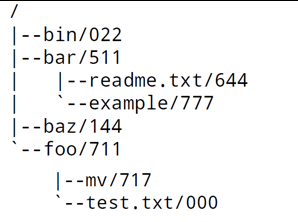 /
|--bin/022
|--bar/511
|   |--readme.txt/644
|   `--example/777
|--baz/144
`--foo/711
    |--mv/717
    `--test.txt/000